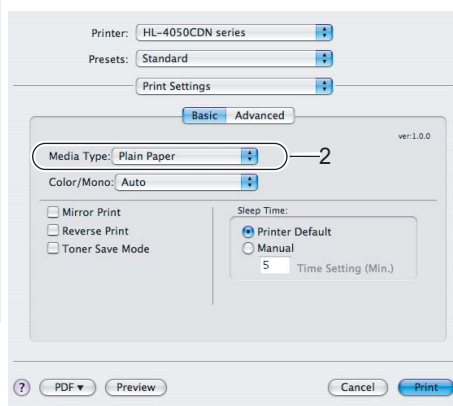 Printer: HL-4050CDN series
Presets: Standard
Print Settings
Basic Advanced
ver:1.0.0
Media Type: Plain Paper 2
Color/Mono: Auto
Mirror Print
Reverse Print
Toner Save Mode
Sleep Time:
Printer Default
Manual
5 Time Setting (Min.)
? PDF ▾ Preview Cancel Print